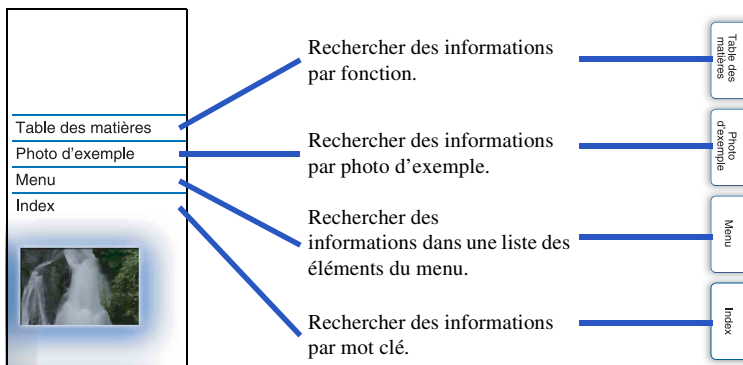 Table des matières
Photo d'exemple
Menu
Index
Rechercher des informations
par fonction.
Rechercher des informations
par photo d'exemple.
Rechercher des
informations dans une liste des
éléments du menu.
Rechercher des informations
par mot clé.
Table des
matières
Photo
d'exemple
Menu
Index